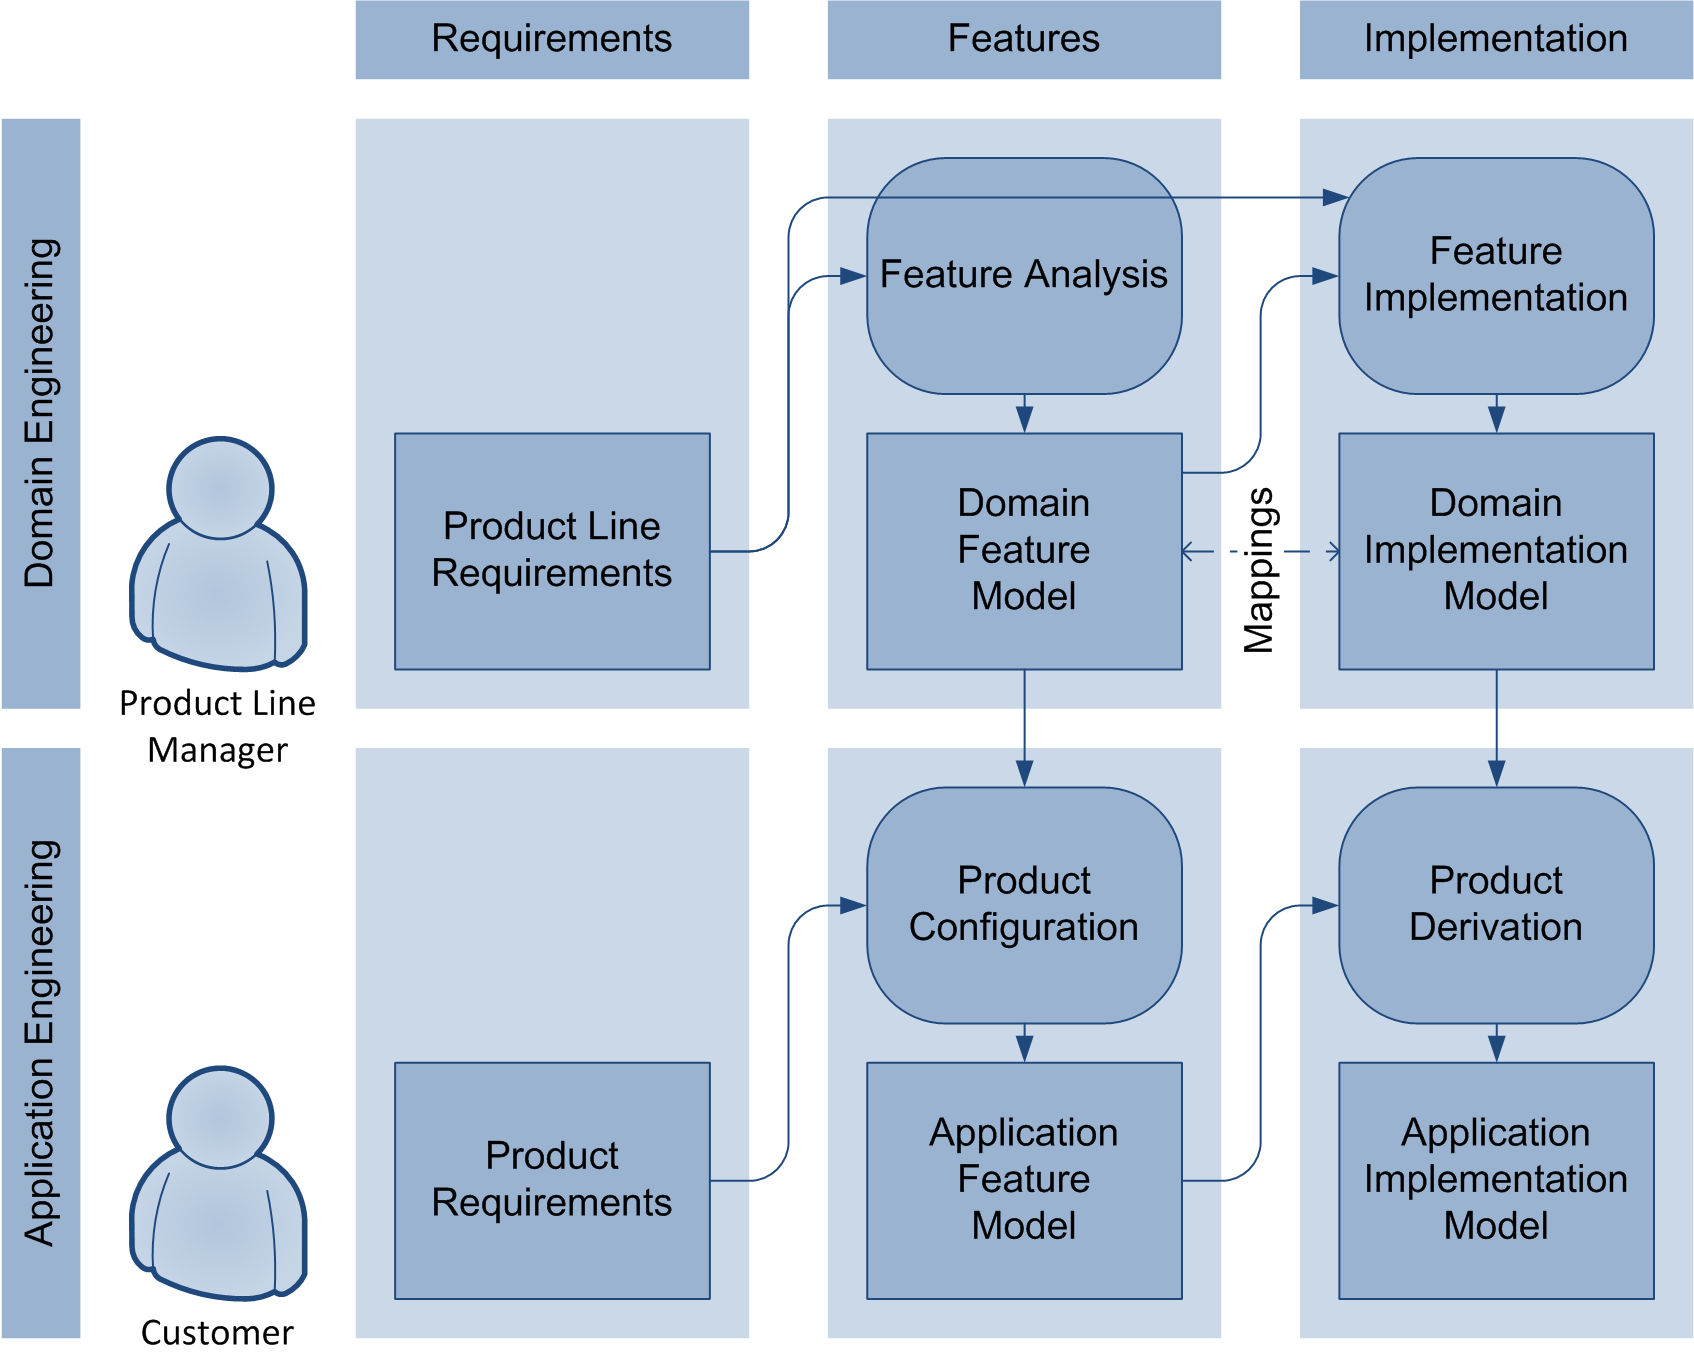 Requirements
Features
Implementation
Domain Engineering
Product Line
Manager
Product Line
Requirements
Feature Analysis
Domain
Feature
Model
Mappings
Feature
Implementation
Domain
Implementation
Model
Application Engineering
Customer
Product
Requirements
Product
Configuration
Application
Feature
Model
Product
Derivation
Application
Implementation
Model